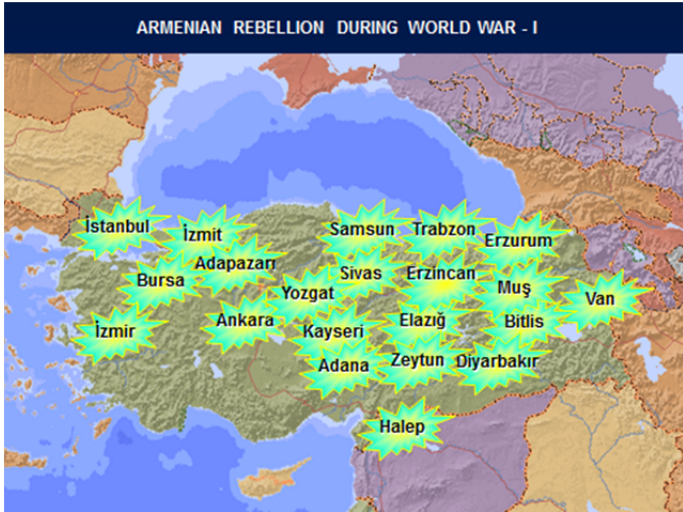 ARMENIAN REBELLION DURING WORLD WAR - I
İstanbul
İzmit
Samsun
Trabzon
Erzurum
Adapazarı
Bursa
Sivas
Erzincan
Muş
Yozgat
Van
İzmir
Ankara
Kayseri
Elazığ
Bitlis
Adana
Zeytun
Diyarbakır
Halep